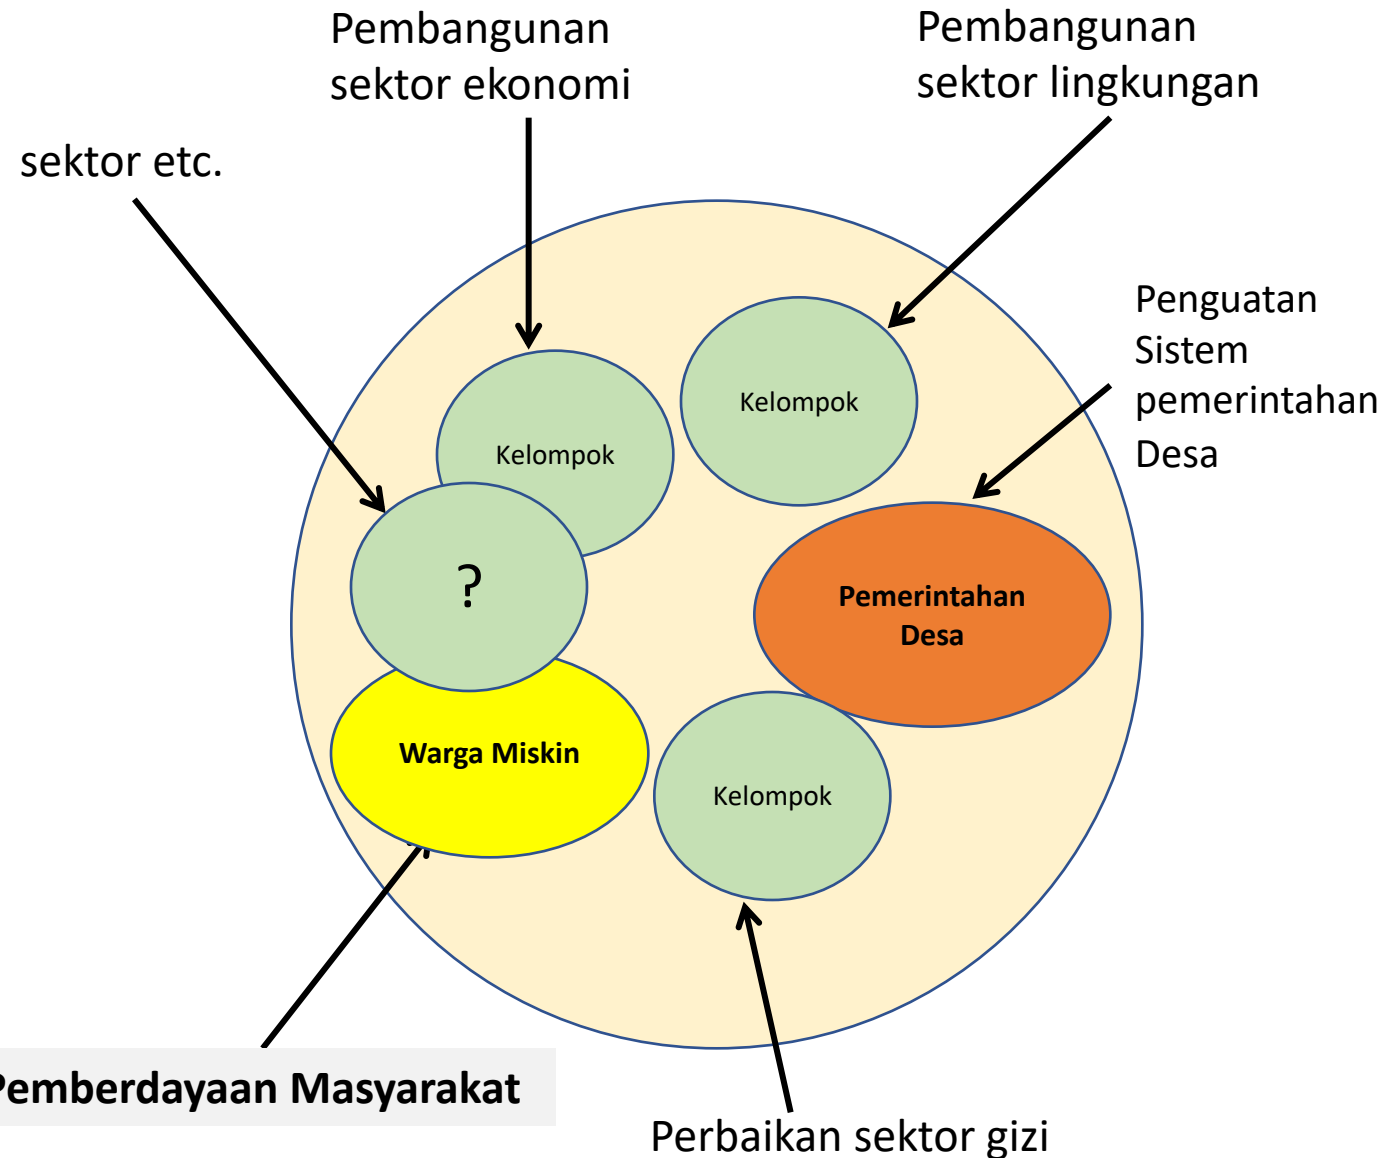 Pembangunan
sektor ekonomi
Pembangunan
sektor lingkungan
sektor etc.
Penguatan
Sistem
pemerintahan
Desa
Kelompok
Kelompok
?
Pemerintahan
Desa
Warga Miskin
Kelompok
Pemberdayaan Masyarakat
Perbaikan sektor gizi